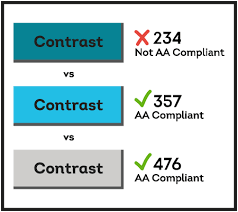 Contrast
234
Not AA Compliant
vs
Contrast
357
AA Compliant
vs
Contrast
476
AA Compliant